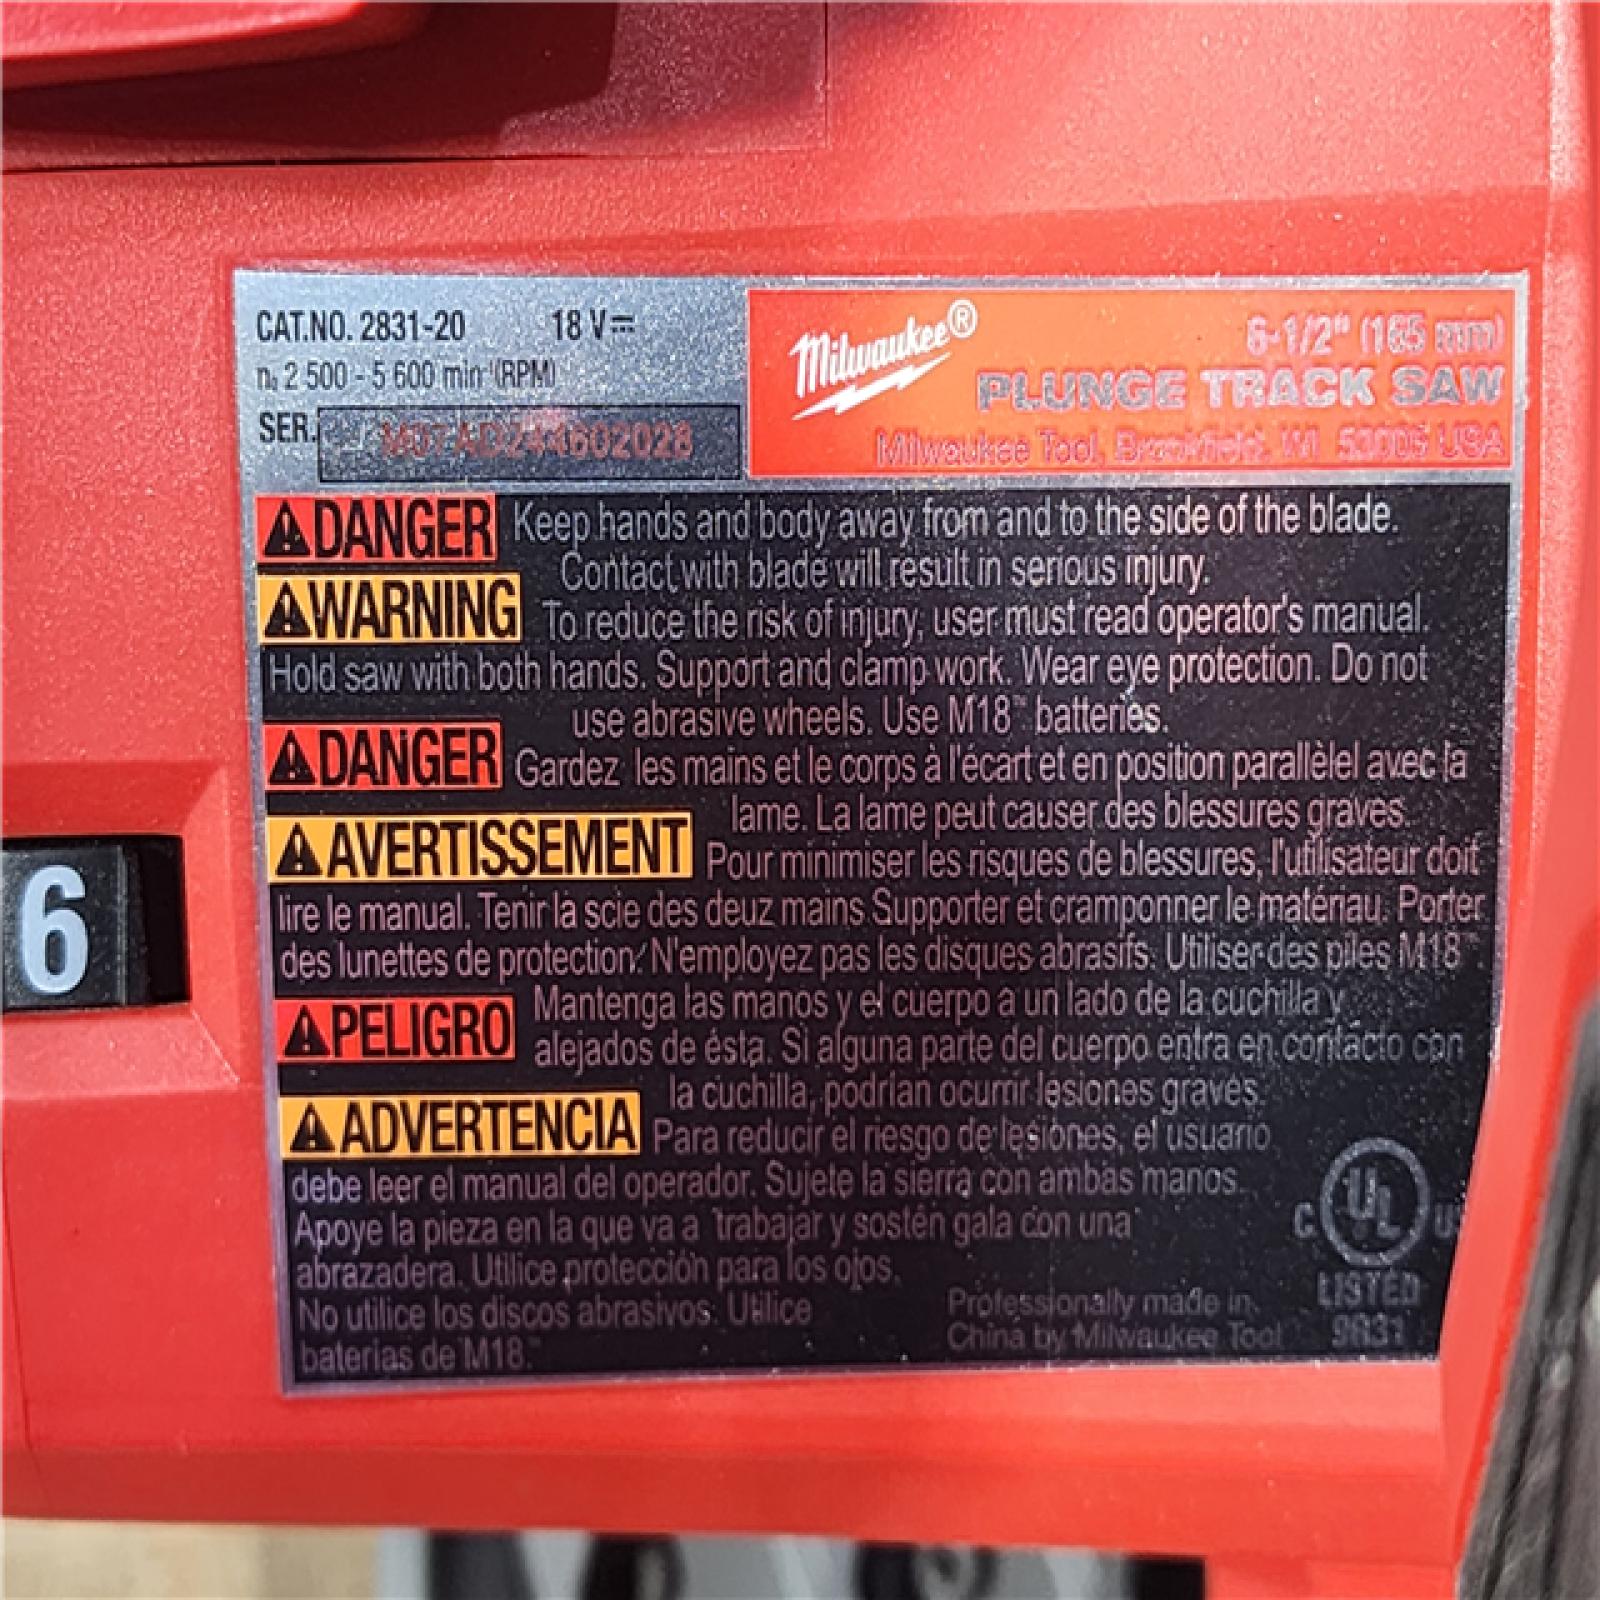 CAT.NO. 2831-20 18 V
n₀ 2 500 - 5 600 min⁻¹(RPM)
SER. M07AD244602028
Milwaukee®
6-1/2" (165 mm)
PLUNGE TRACK SAW
Milwaukee Tool, Brookfield, WI 53005 USA
DANGER Keep hands and body away from and to the side of the blade.
Contact with blade will result in serious injury.
WARNING To reduce the risk of injury, user must read operator's manual.
Hold saw with both hands. Support and clamp work. Wear eye protection. Do not
use abrasive wheels. Use M18™ batteries.
DANGER Gardez les mains et le corps à l'écart et en position parallèlel avec la
lame. La lame peut causer des blessures graves.
AVERTISSEMENT Pour minimiser les risques de blessures, l'utilisateur doit
lire le manual. Tenir la scie des deuz mains. Supporter et cramponner le matériau. Porter
des lunettes de protection. N'employez pas les disques abrasifs. Utiliser des piles M18™.
PELIGRO Mantenga las manos y el cuerpo a un lado de la cuchilla y
alejados de ésta. Si alguna parte del cuerpo entra en contacto con
la cuchilla, podrían ocurrir lesiones graves.
ADVERTENCIA Para reducir el riesgo de lesiones, el usuario
debe leer el manual del operador. Sujete la sierra con ambas manos.
Apoye la pieza en la que va a trabajar y sostén gala con una
abrazadera. Utilice protección para los ojos.
No utilice los discos abrasivos. Utilice
baterias de M18.™
Professionally made in
China by Milwaukee Tool
C UL US
LISTED
9831
6